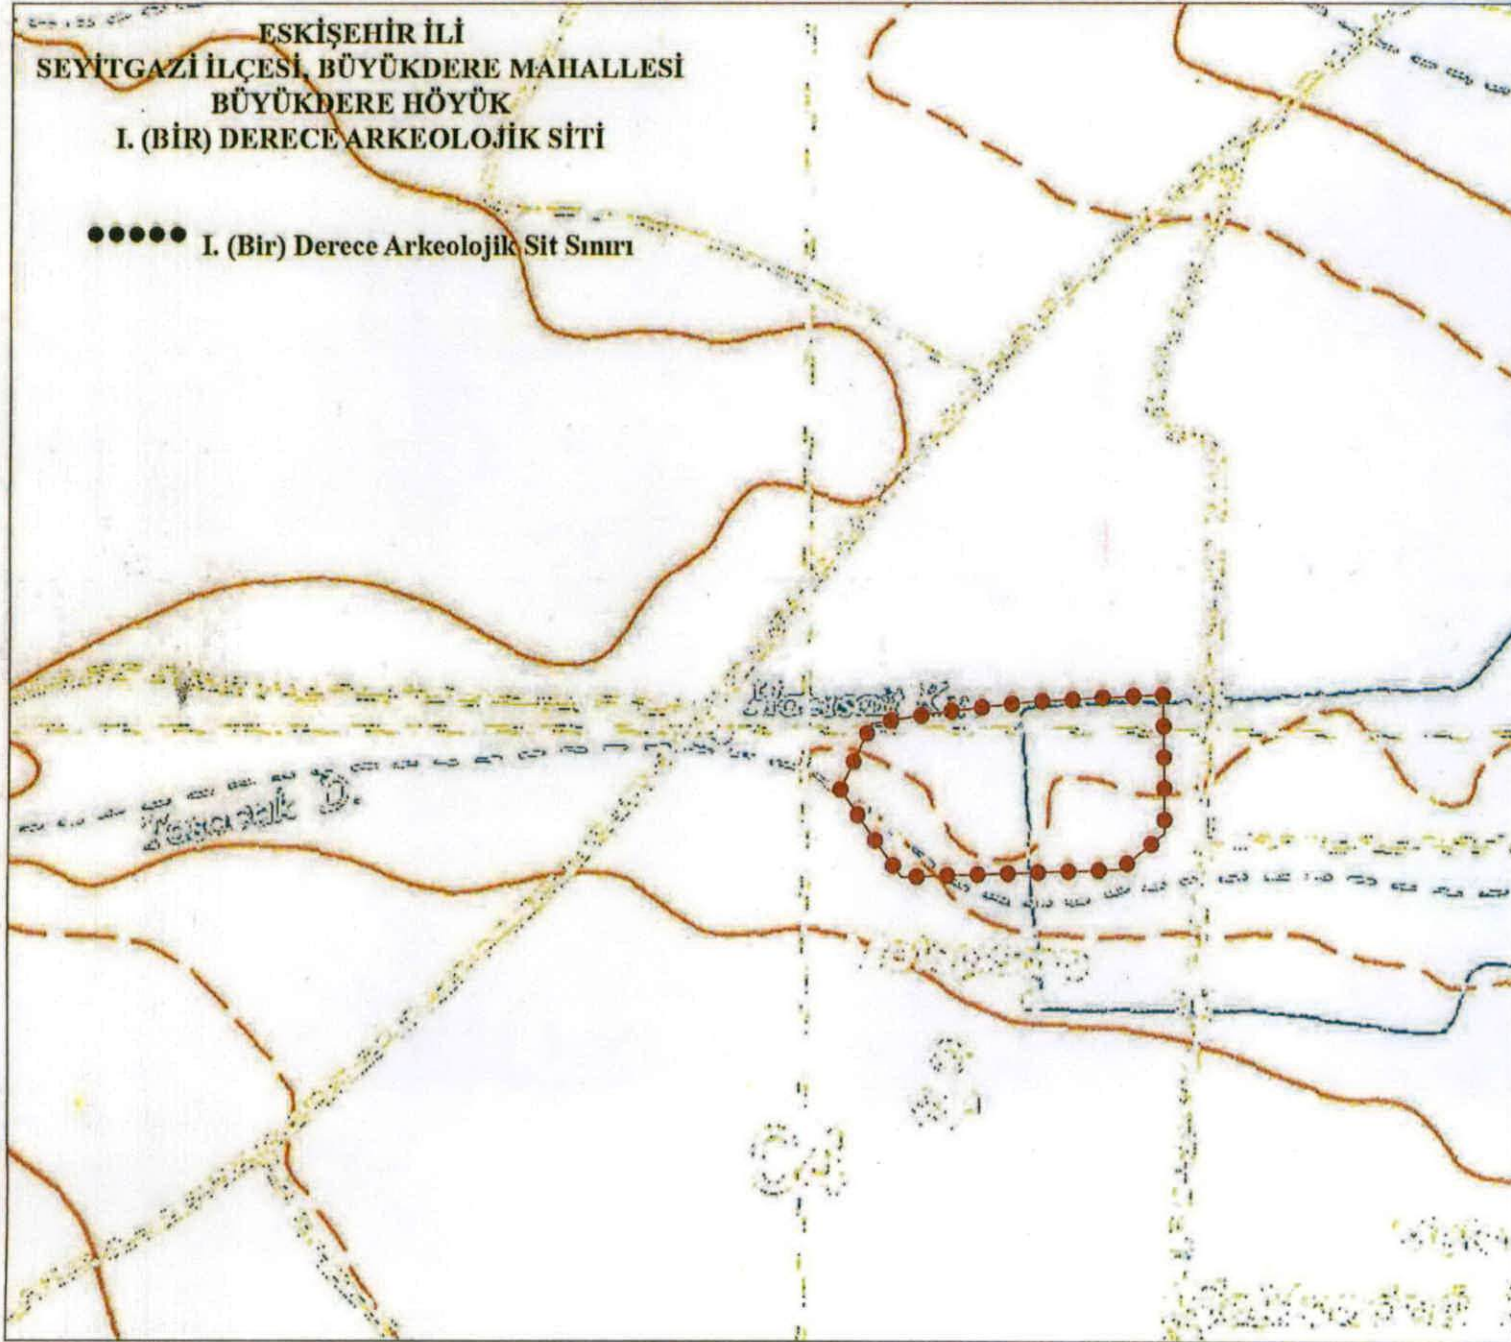 ESKİŞEHİR İLİ
SEYİTGAZİ İLÇESİ, BÜYÜKDERE MAHALLESİ
BÜYÜKDERE HÖYÜK
I. (BİR) DERECE ARKEOLOJİK SİTİ
I. (Bir) Derece Arkeolojik Sit Sınırı
D.
C4